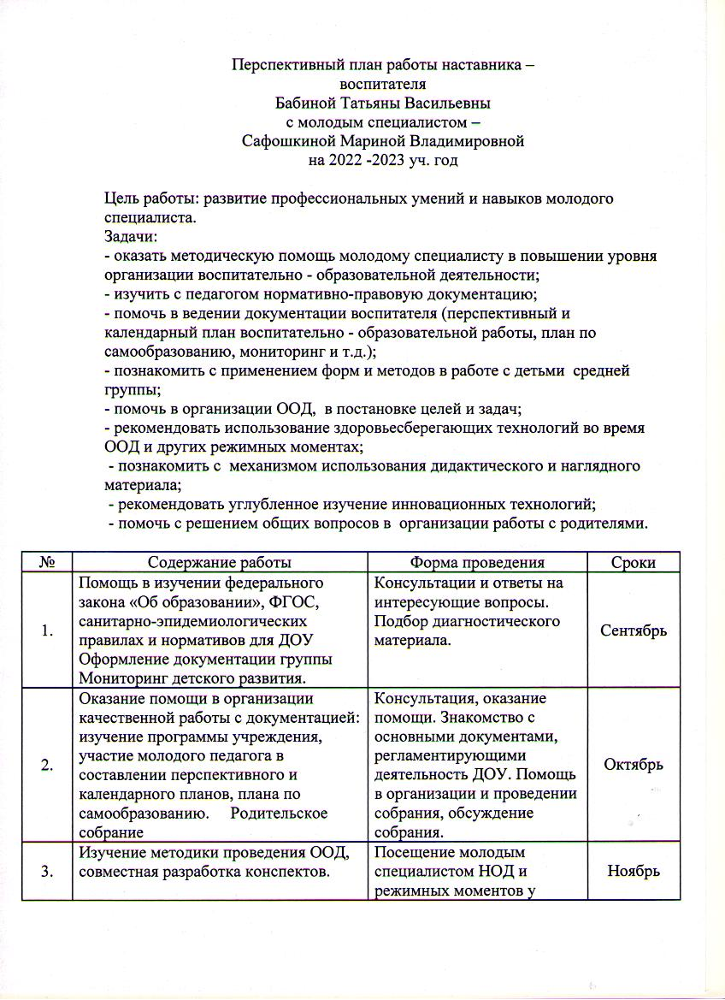 Перспективный план работы наставника –
воспитателя
Бабиной Татьяны Васильевны
с молодым специалистом –
Сафошкиной Мариной Владимировной
на 2022 -2023 уч. год
Цель работы: развитие профессиональных умений и навыков молодого
специалиста.
Задачи:
- оказать методическую помощь молодому специалисту в повышении уровня
организации воспитательно - образовательной деятельности;
- изучить с педагогом нормативно-правовую документацию;
- помочь в ведении документации воспитателя (перспективный и
календарный план воспитательно - образовательной работы, план по
самообразованию, мониторинг и т.д.);
- познакомить с применением форм и методов в работе с детьми  средней
группы;
- помочь в организации ООД,  в постановке целей и задач;
- рекомендовать использование здоровьесберегающих технологий во время
ООД и других режимных моментах;
- познакомить с  механизмом использования дидактического и наглядного
материала;
- рекомендовать углубленное изучение инновационных технологий;
- помочь с решением общих вопросов в  организации работы с родителями.
№ Содержание работы Форма проведения Сроки
1.
Помощь в изучении федерального
закона «Об образовании», ФГОС,
санитарно-эпидемиологических
правилах и нормативов для ДОУ
Оформление документации группы
Мониторинг детского развития.
Консультации и ответы на
интересующие вопросы.
Подбор диагностического
материала.
Сентябрь
2.
Оказание помощи в организации
качественной работы с документацией:
изучение программы учреждения,
участие молодого педагога в
составлении перспективного и
календарного планов, плана по
самообразованию.    Родительское
собрание
Консультация, оказание
помощи. Знакомство с
основными документами,
регламентирующими
деятельность ДОУ. Помощь
в организации и проведении
собрания, обсуждение
собрания.
Октябрь
3.
Изучение методики проведения ООД,
совместная разработка конспектов.
Посещение молодым
специалистом НОД и
режимных моментов у
Ноябрь